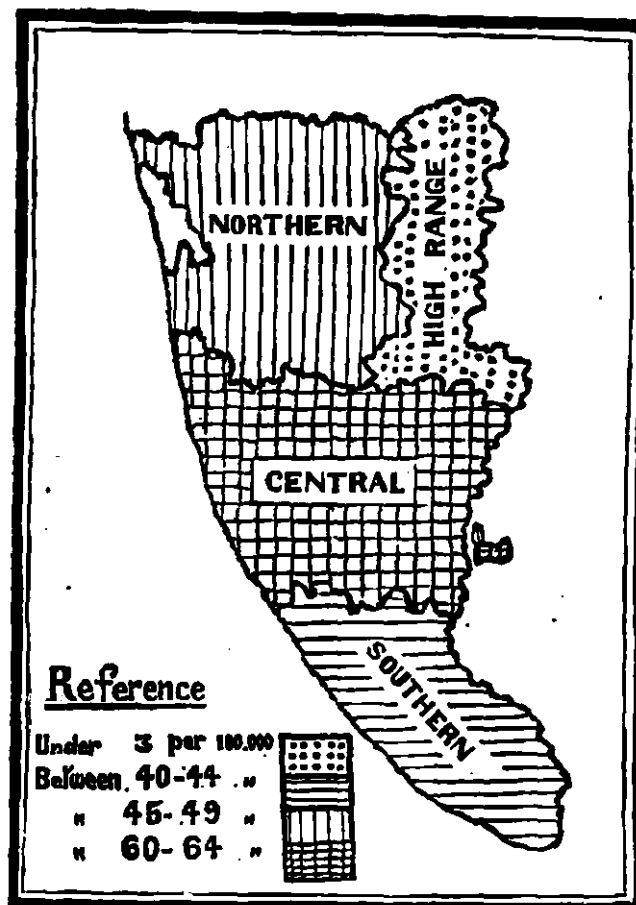 NORTHERN
HIGH RANGE
CENTRAL
SOUTHERN
Reference
Under 3 per 100.000
Between. 40-44 „
„ 45-49 „
„ 60-64 „